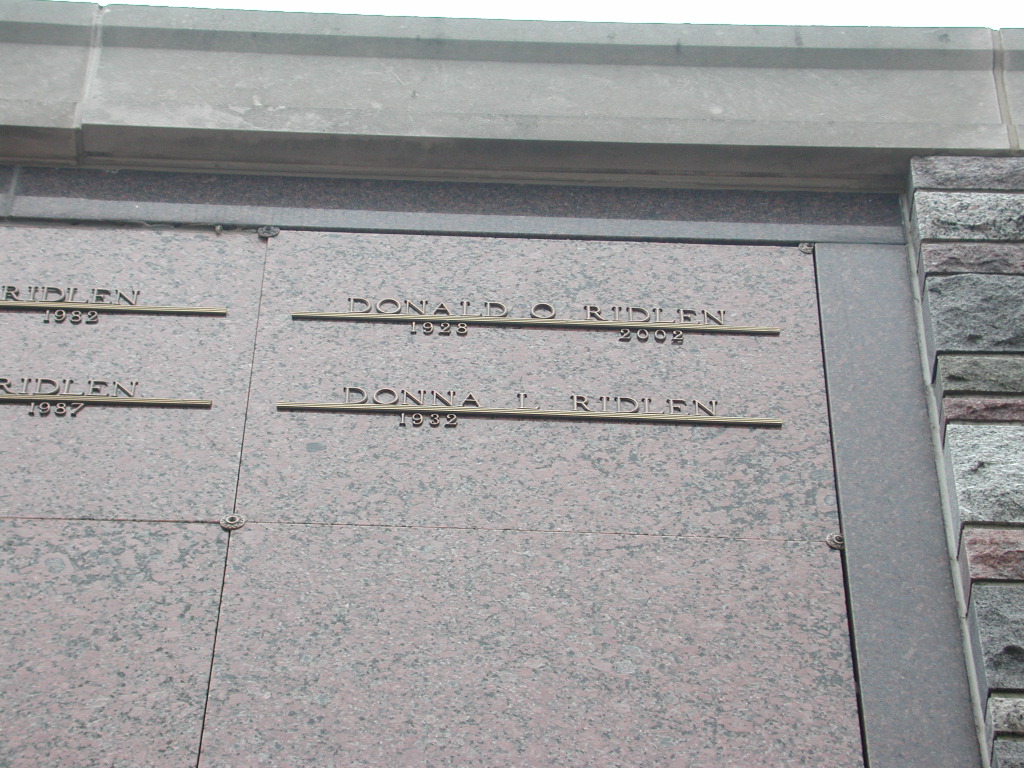 RIDLEN
1982
RIDLEN
1987
DONALD O RIDLEN
1928 2002
DONNA L RIDLEN
1932